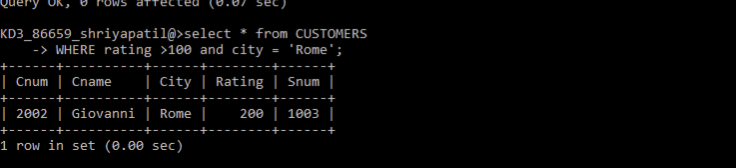 Query OK, 0 rows affected (0.07 sec)
KD3_86659_shriyapatil@>select * from CUSTOMERS
-> WHERE rating >100 and city = 'Rome';
+------+----------+------+--------+------+
| Cnum | Cname | City | Rating | Snum |
+------+----------+------+--------+------+
| 2002 | Giovanni | Rome | 200 | 1003 |
+------+----------+------+--------+------+
1 row in set (0.00 sec)